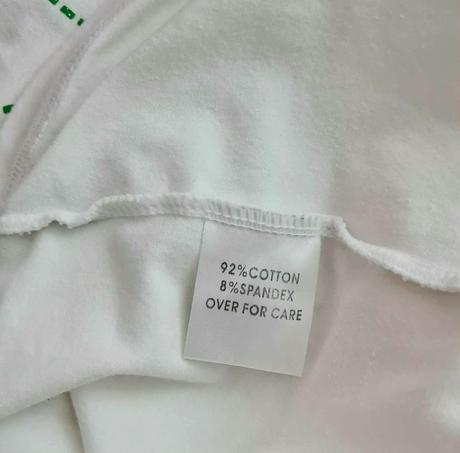 92%COTTON
8%SPANDEX
OVER FOR CARE